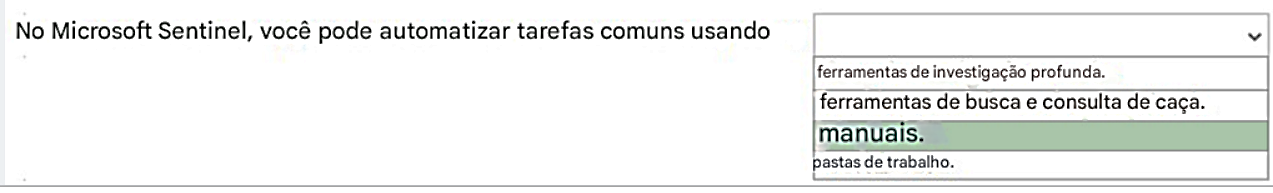 No Microsoft Sentinel, você pode automatizar tarefas comuns usando
ferramentas de investigação profunda.
ferramentas de busca e consulta de caça.
manuais.
pastas de trabalho.